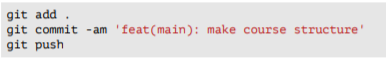 git add .
git commit -am 'feat(main): make course structure'
git push